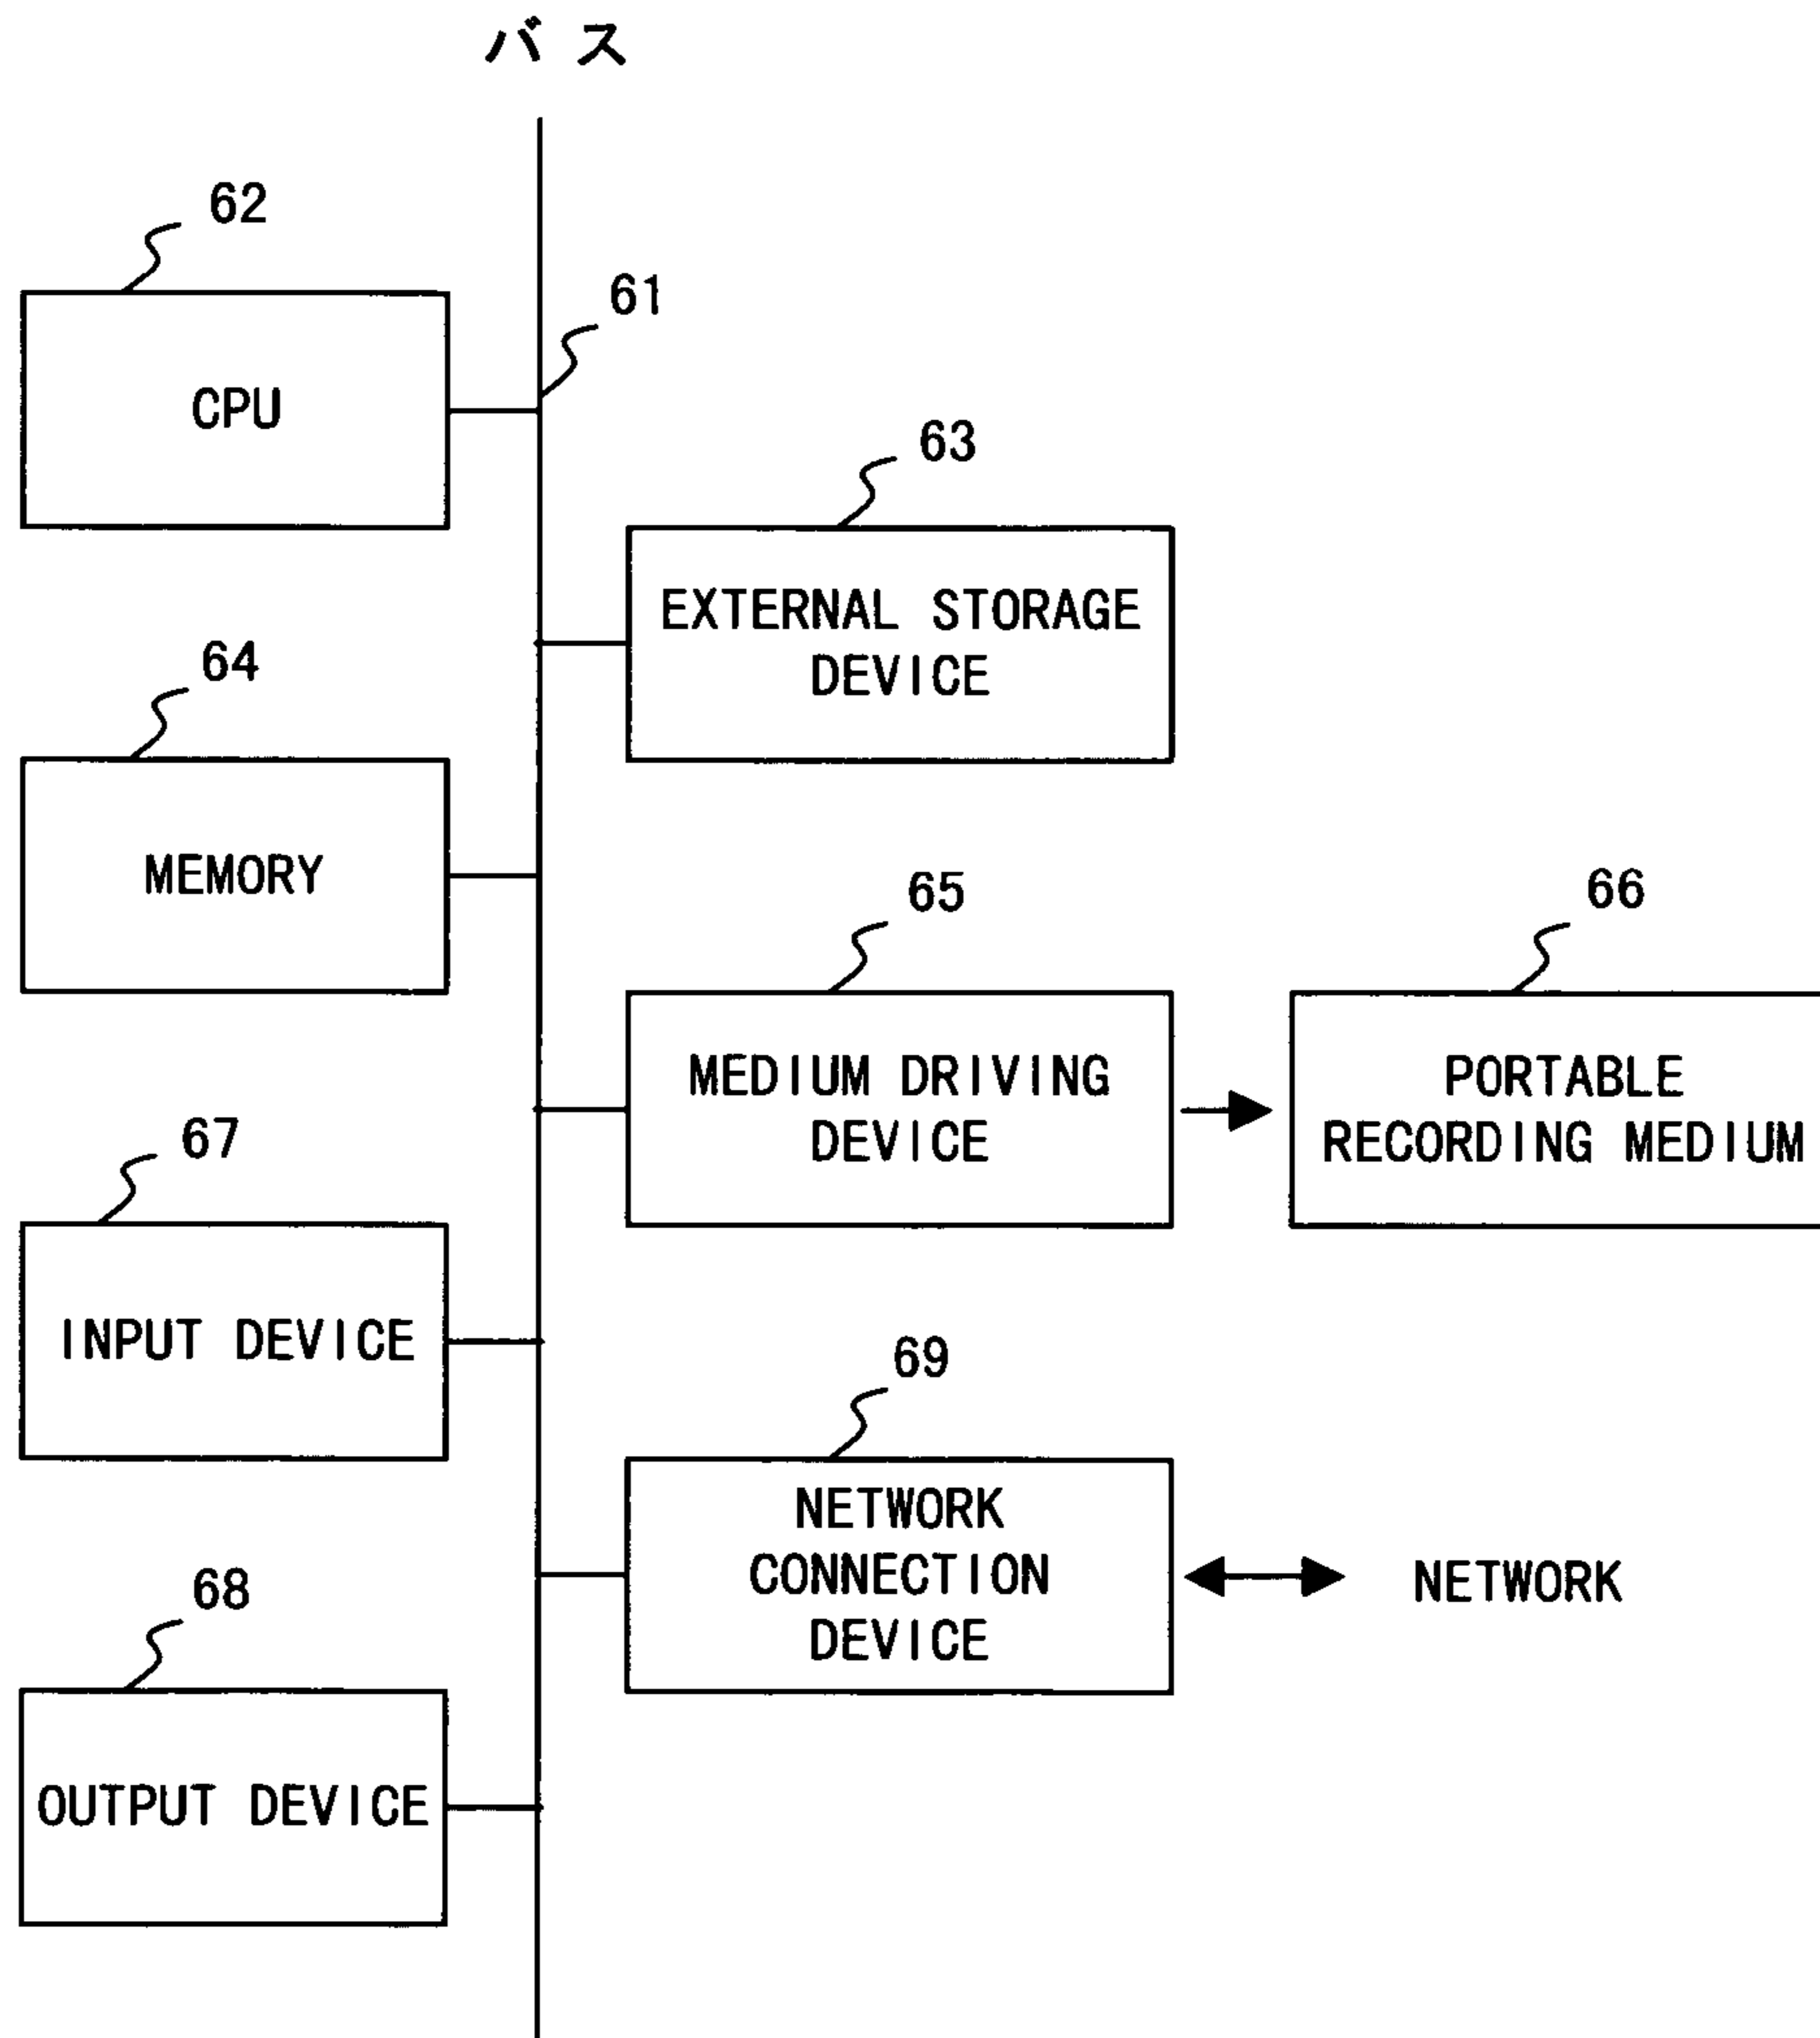 バス
62
61
CPU
63
EXTERNAL STORAGE
DEVICE
64
MEMORY
65
66
MEDIUM DRIVING
DEVICE
PORTABLE
RECORDING MEDIUM
67
INPUT DEVICE
69
NETWORK
CONNECTION
DEVICE
NETWORK
68
OUTPUT DEVICE